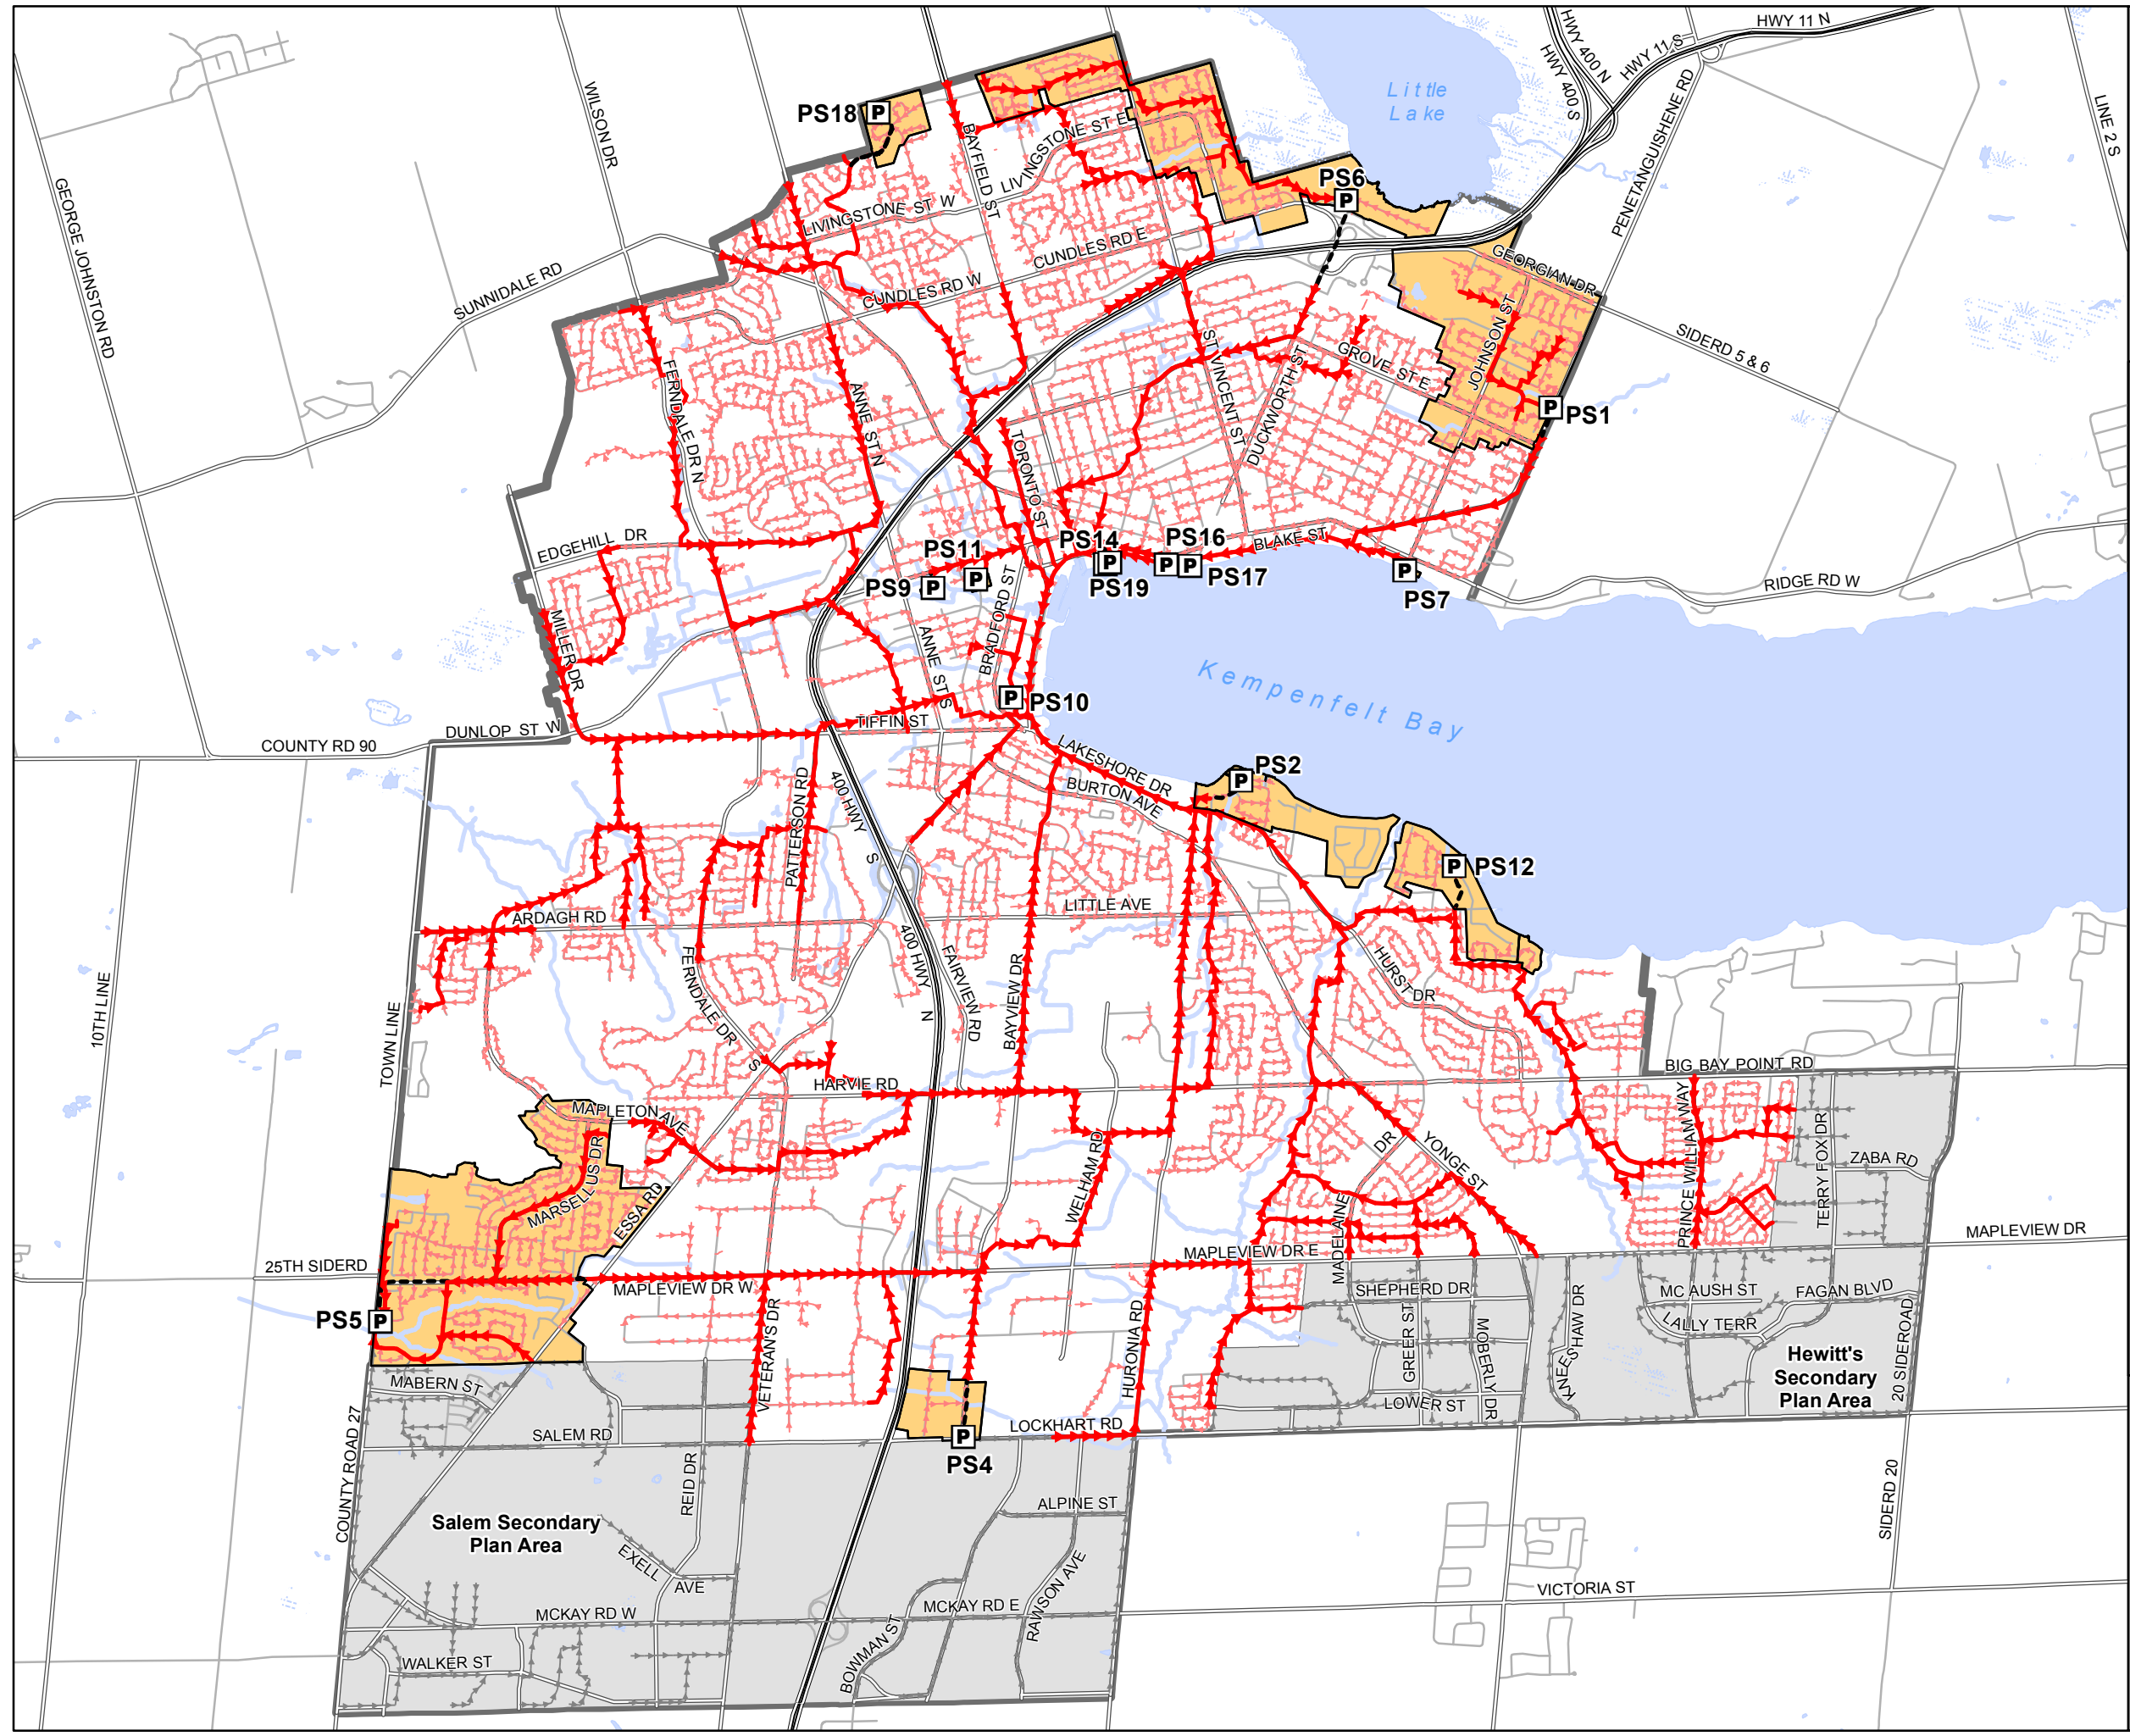 HWY 11 N
HWY 400 N
HWY 11 S
HWY 400 S
Little
Lake
WILSON DR
PENETANGUISHENE RD
LINE 2 S
PS18
P
BAYFIELD ST
LIVINGSTONE ST E
GEORGE JOHNSTON RD
PS6
P
LIVINGSTONE ST W
CUNDLES RD E
GEORGIAN DR
SUNNIDALE RD
CUNDLES RD W
JOHNSON ST
SIDERD 5 & 6
ST VINCENT ST
GROVE ST E
FERNDALE DR N
ANNE ST N
DUCKWORTH ST
P
PS1
TORONTO ST
EDGEHILL DR
PS11
P
PS14
P
PS16
P
BLAKE ST
PS9
P
PS19
P
PS17
P
PS7
RIDGE RD W
MILLER DR
ANNE ST S
BRADFORD ST
Kempenfelt Bay
P
PS10
TIFFIN ST
DUNLOP ST W
COUNTY RD 90
LAKESHORE DR
PS2
P
BURTON AVE
PATTERSON RD
400 HWY S
P
PS12
LITTLE AVE
ARDAGH RD
400 HWY N
FAIRVIEW RD
FERNDALE DR S
HURST DR
BAYVIEW DR
10TH LINE
TOWN LINE
BIG BAY POINT RD
HARVIE RD
MAPLETON AVE
PRINCE WILLIAM WAY
TERRY FOX DR
YONGE ST
ZABA RD
MARSELLUS DR
ESSA RD
WELHAM RD
MADELAINE DR
MAPLEVIEW DR
25TH SIDERD
MAPLEVIEW DR E
MAPLEVIEW DR W
PS5
P
SHEPHERD DR
MC AUSH ST
FAGAN BLVD
LALLY TERR
VETERAN'S DR
HURONIA RD
GREER ST
MOBERLY DR
KNEESHAW DR
Hewitt's
Secondary
Plan Area
20 SIDEROAD
MABERN ST
LOWER ST
COUNTY ROAD 27
SALEM RD
P
PS4
LOCKHART RD
REID DR
ALPINE ST
Salem Secondary
Plan Area
SIDERD 20
EXELL AVE
RAWSON AVE
VICTORIA ST
MCKAY RD W
MCKAY RD E
BOWMAN ST
WALKER ST